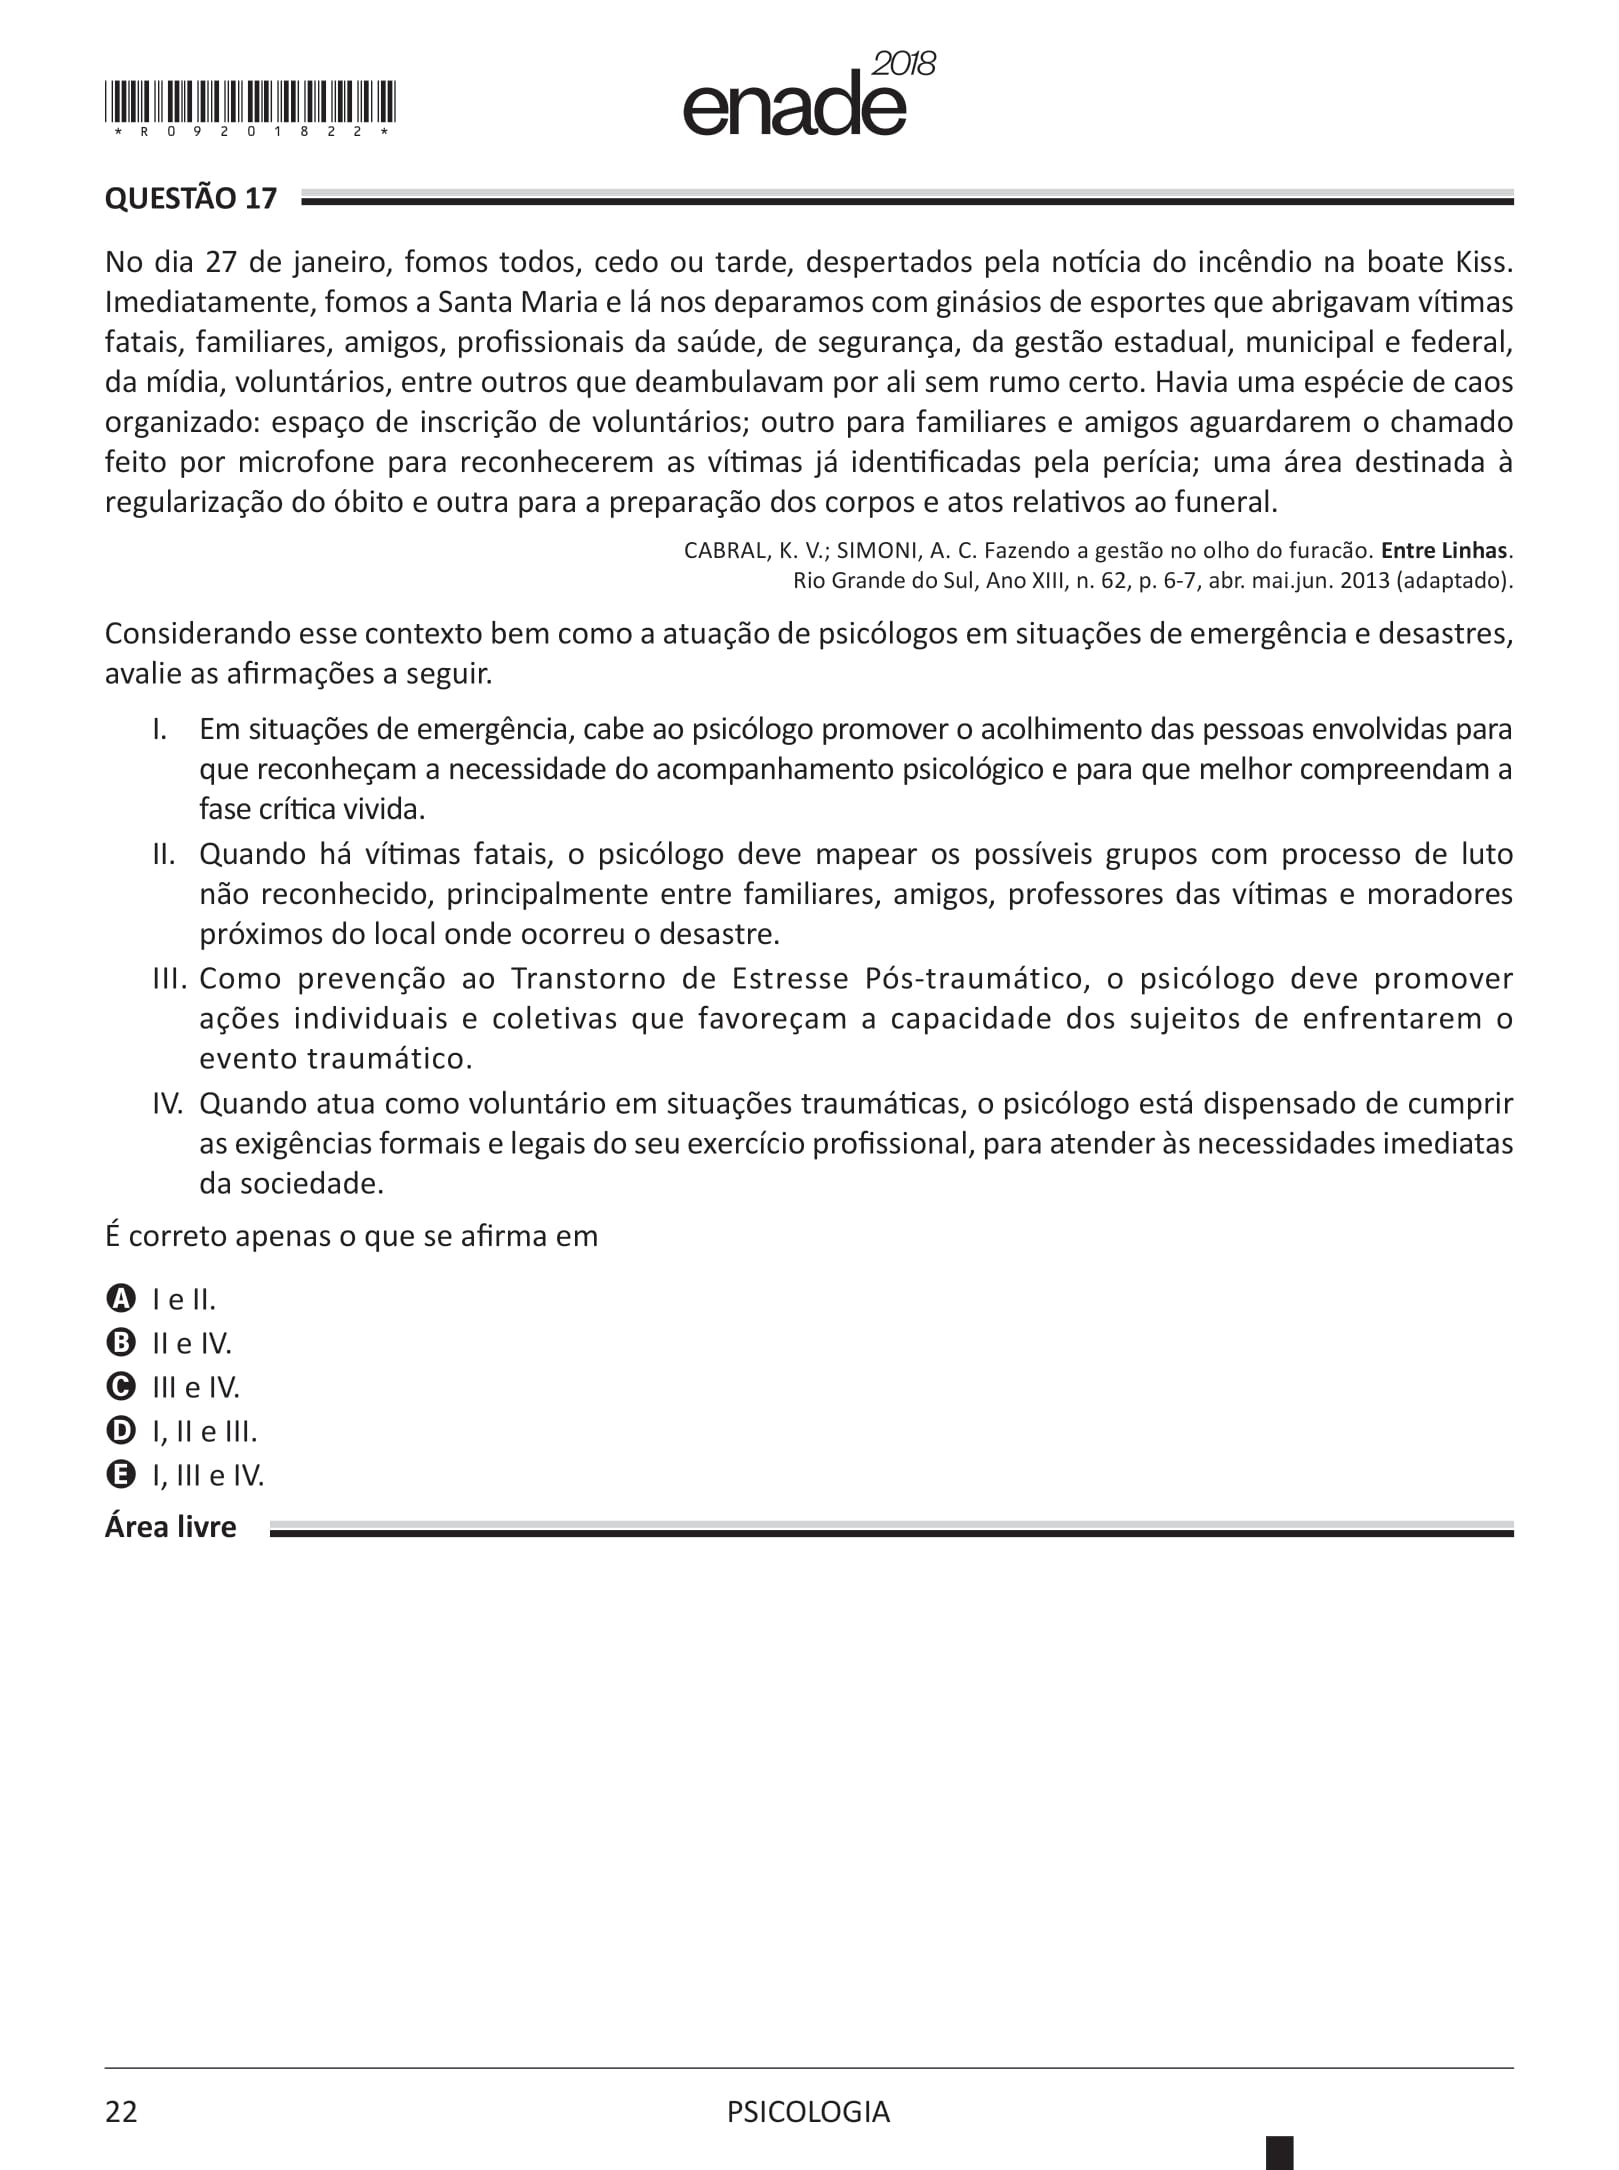 * R 0 9 2 0 1 8 2 2 *
enade 2018
QUESTÃO 17
No dia 27 de janeiro, fomos todos, cedo ou tarde, despertados pela notícia do incêndio na boate Kiss.
Imediatamente, fomos a Santa Maria e lá nos deparamos com ginásios de esportes que abrigavam vítimas
fatais, familiares, amigos, profissionais da saúde, de segurança, da gestão estadual, municipal e federal,
da mídia, voluntários, entre outros que deambulavam por ali sem rumo certo. Havia uma espécie de caos
organizado: espaço de inscrição de voluntários; outro para familiares e amigos aguardarem o chamado
feito por microfone para reconhecerem as vítimas já identificadas pela perícia; uma área destinada à
regularização do óbito e outra para a preparação dos corpos e atos relativos ao funeral.
CABRAL, K. V.; SIMONI, A. C. Fazendo a gestão no olho do furacão. Entre Linhas.
Rio Grande do Sul, Ano XIII, n. 62, p. 6-7, abr. mai.jun. 2013 (adaptado).
Considerando esse contexto bem como a atuação de psicólogos em situações de emergência e desastres,
avalie as afirmações a seguir.
I. Em situações de emergência, cabe ao psicólogo promover o acolhimento das pessoas envolvidas para
que reconheçam a necessidade do acompanhamento psicológico e para que melhor compreendam a
fase crítica vivida.
II. Quando há vítimas fatais, o psicólogo deve mapear os possíveis grupos com processo de luto
não reconhecido, principalmente entre familiares, amigos, professores das vítimas e moradores
próximos do local onde ocorreu o desastre.
III. Como prevenção ao Transtorno de Estresse Pós-traumático, o psicólogo deve promover
ações individuais e coletivas que favoreçam a capacidade dos sujeitos de enfrentarem o
evento traumático.
IV. Quando atua como voluntário em situações traumáticas, o psicólogo está dispensado de cumprir
as exigências formais e legais do seu exercício profissional, para atender às necessidades imediatas
da sociedade.
É correto apenas o que se afirma em
A I e II.
B II e IV.
C III e IV.
D I, II e III.
E I, III e IV.
Área livre
22
PSICOLOGIA